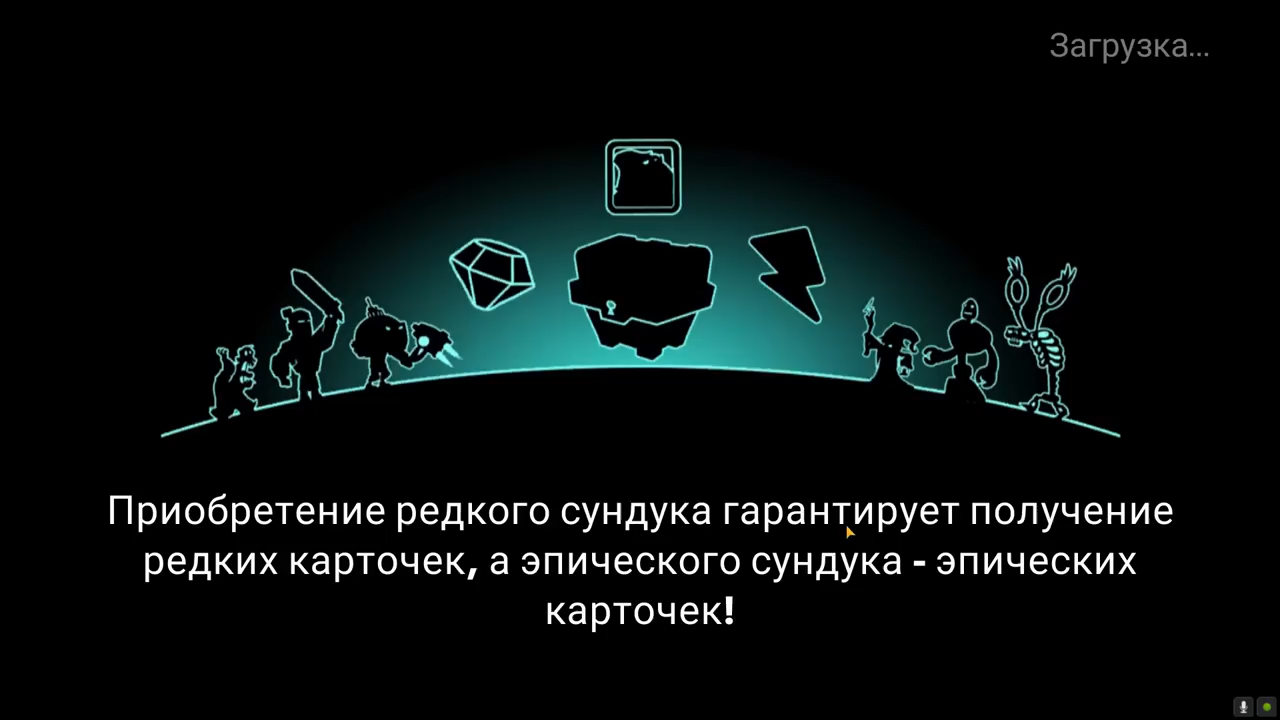 Загрузка...
Приобретение редкого сундука гарантирует получение
редких карточек, а эпического сундука - эпических
карточек!